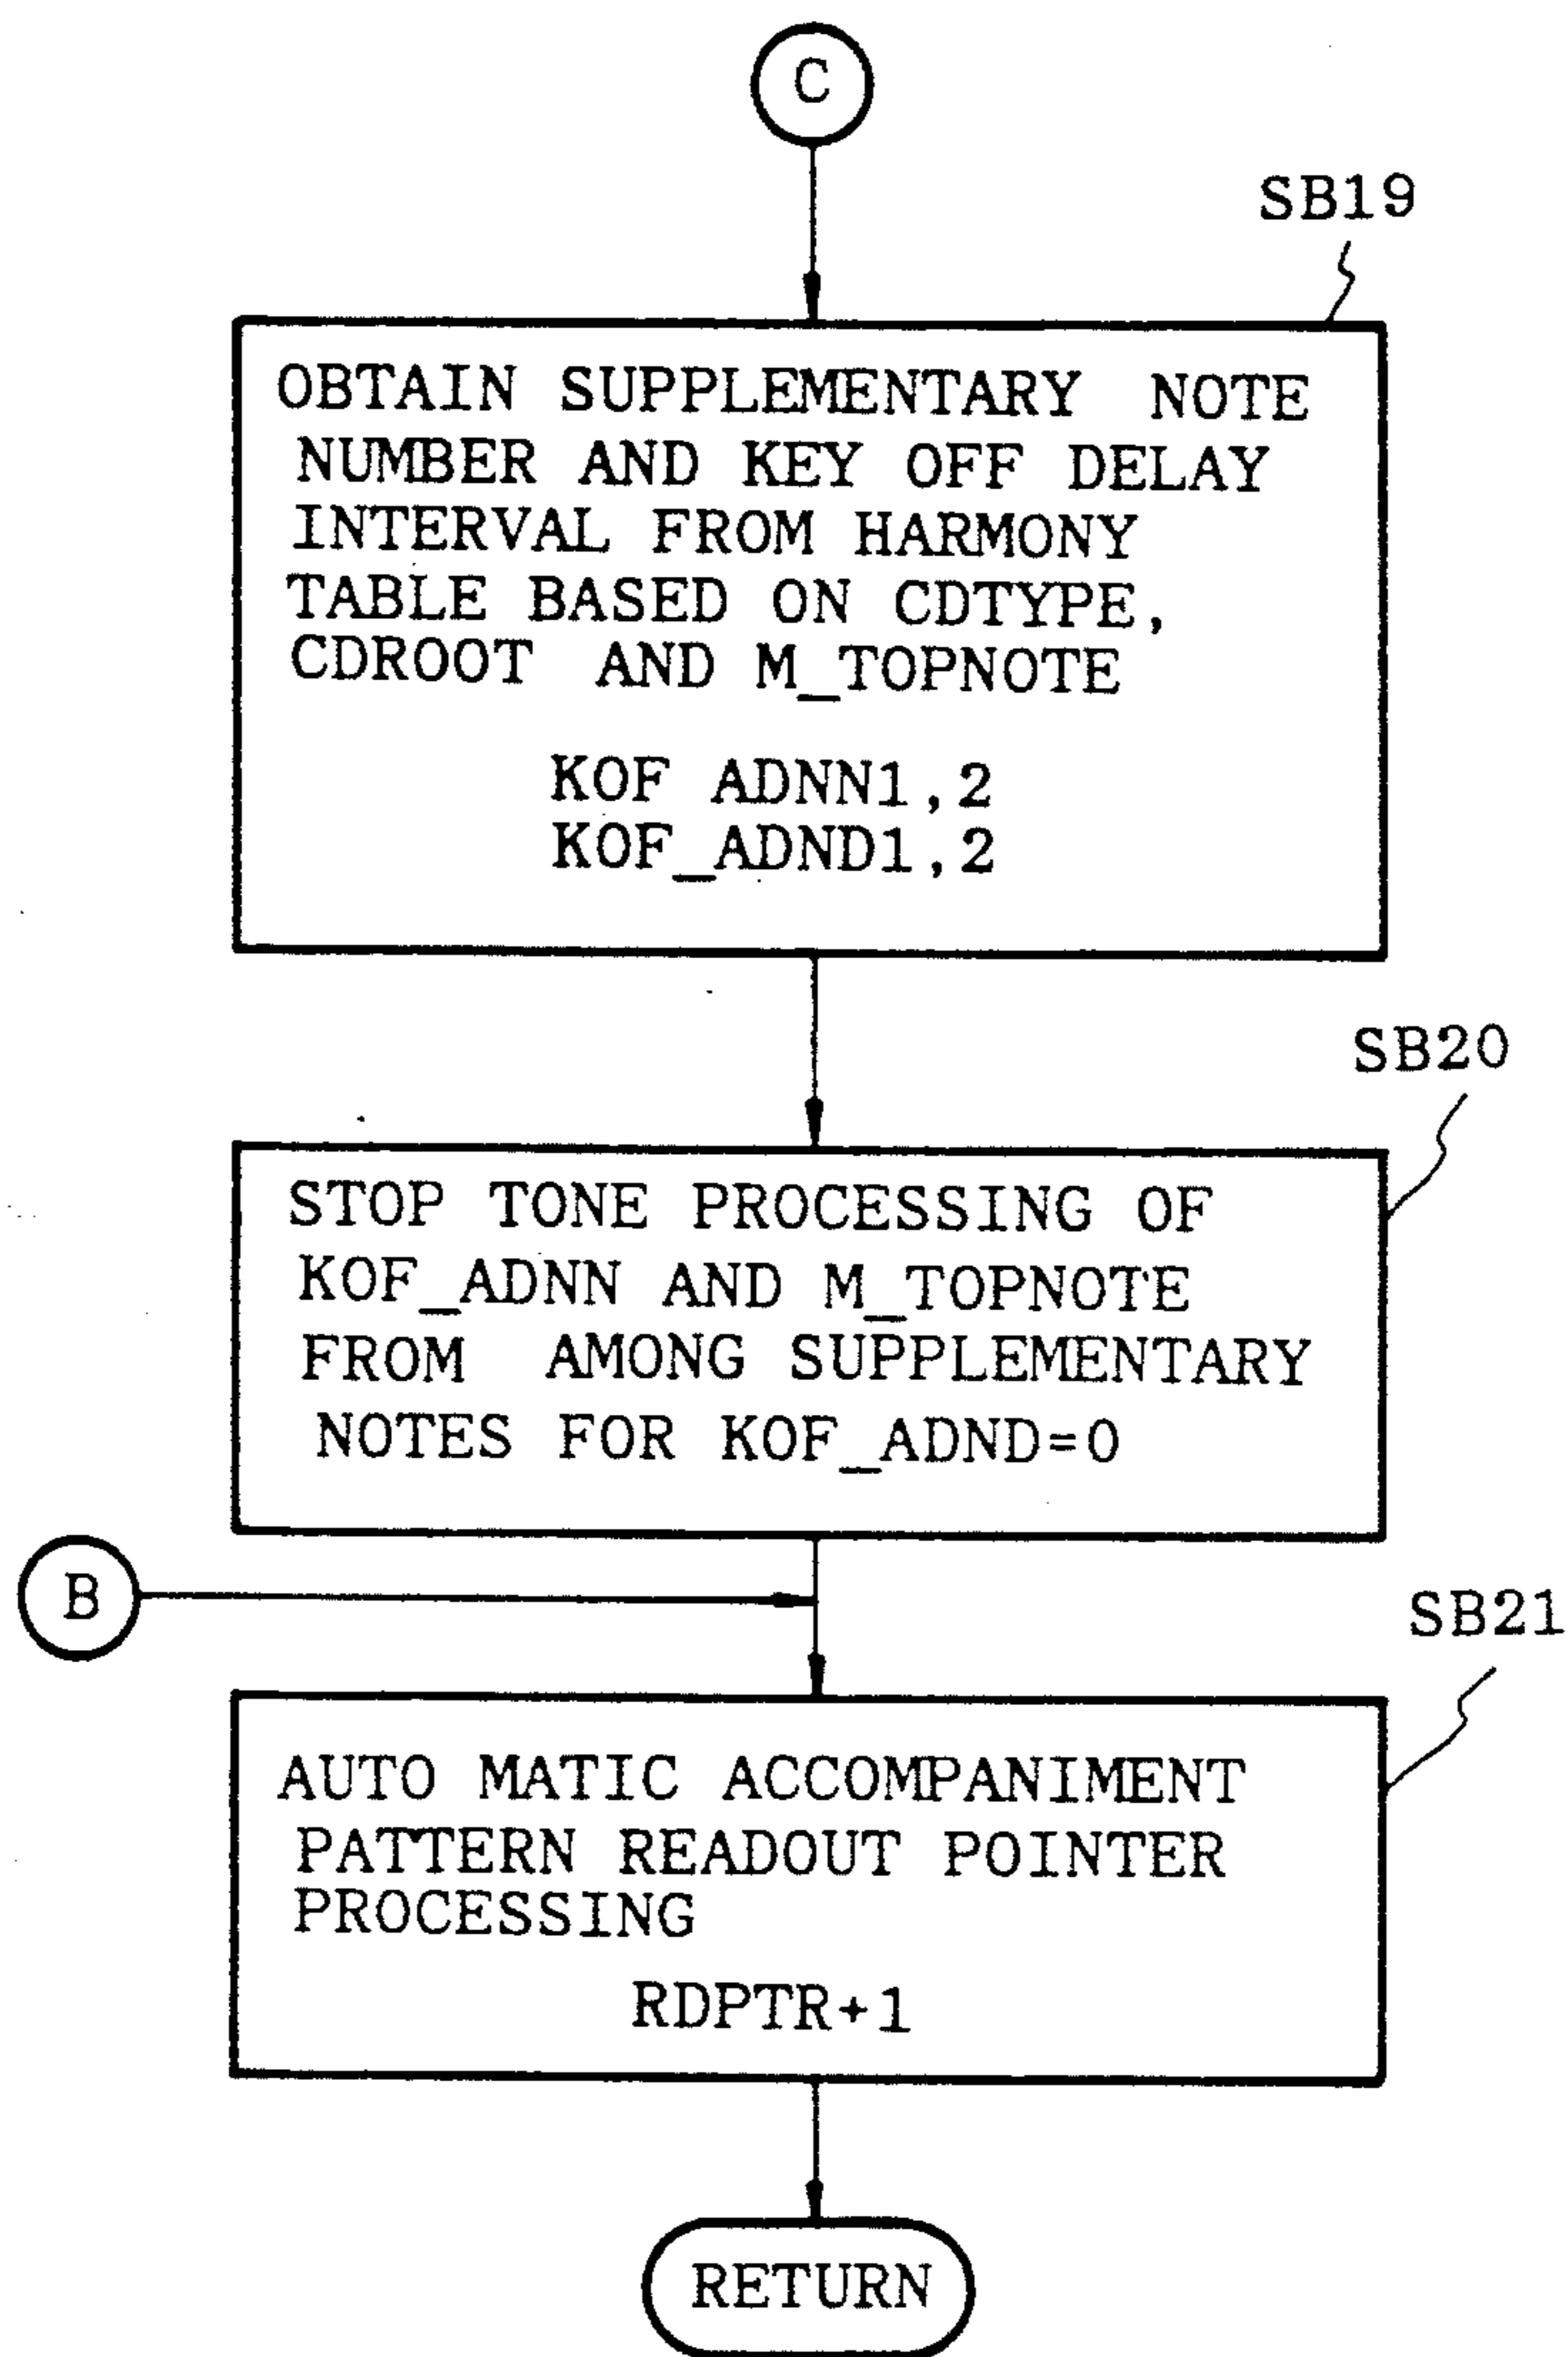 C
SB19
OBTAIN SUPPLEMENTARY NOTE
NUMBER AND KEY OFF DELAY
INTERVAL FROM HARMONY
TABLE BASED ON CDTYPE,
CDROOT AND M_TOPNOTE
KOF ADNN1,2
KOF_ADND1,2
SB20
STOP TONE PROCESSING OF
KOF_ADNN AND M_TOPNOTE
FROM AMONG SUPPLEMENTARY
NOTES FOR KOF_ADND=0
B
SB21
AUTO MATIC ACCOMPANIMENT
PATTERN READOUT POINTER
PROCESSING
RDPTR+1
RETURN